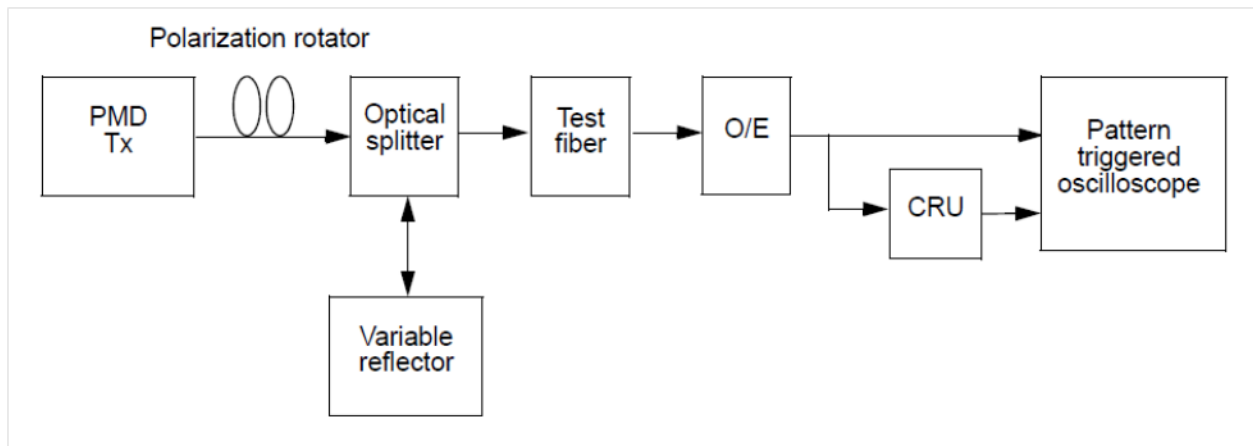 Polarization rotator
PMD
Tx
Optical
splitter
Test
fiber
O/E
Pattern
triggered
oscilloscope
CRU
Variable
reflector